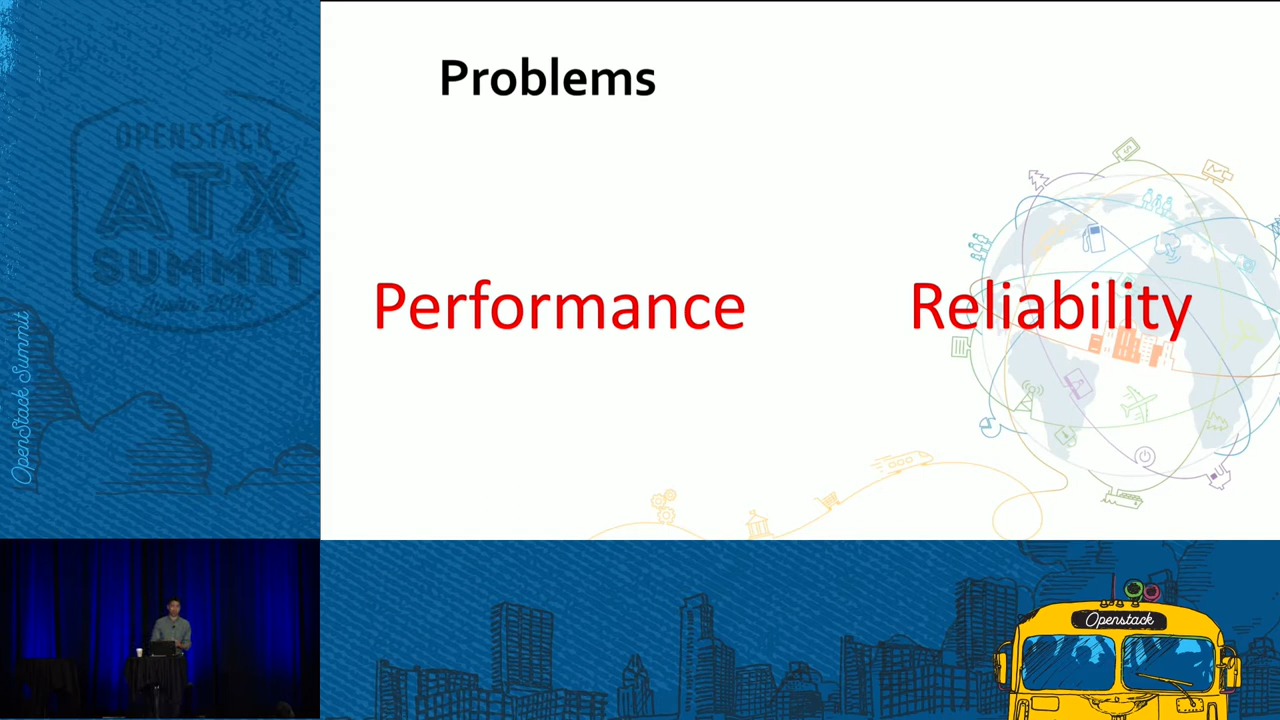 Problems
Performance
Reliability
OPENSTACK
ATX
SUMMIT
OpenStack Summit
Openstack